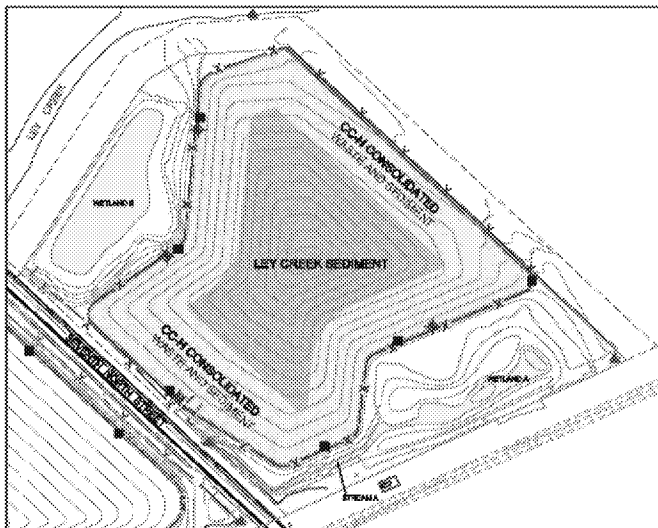 LEY CREEK
CC-H CONSOLIDATED
WASTE AND SEDIMENT
WETLAND B
LEY CREEK SEDIMENT
CC-H CONSOLIDATED
WASTE AND SEDIMENT
SEVENTH NORTH STREET
WETLAND A
STREAM A